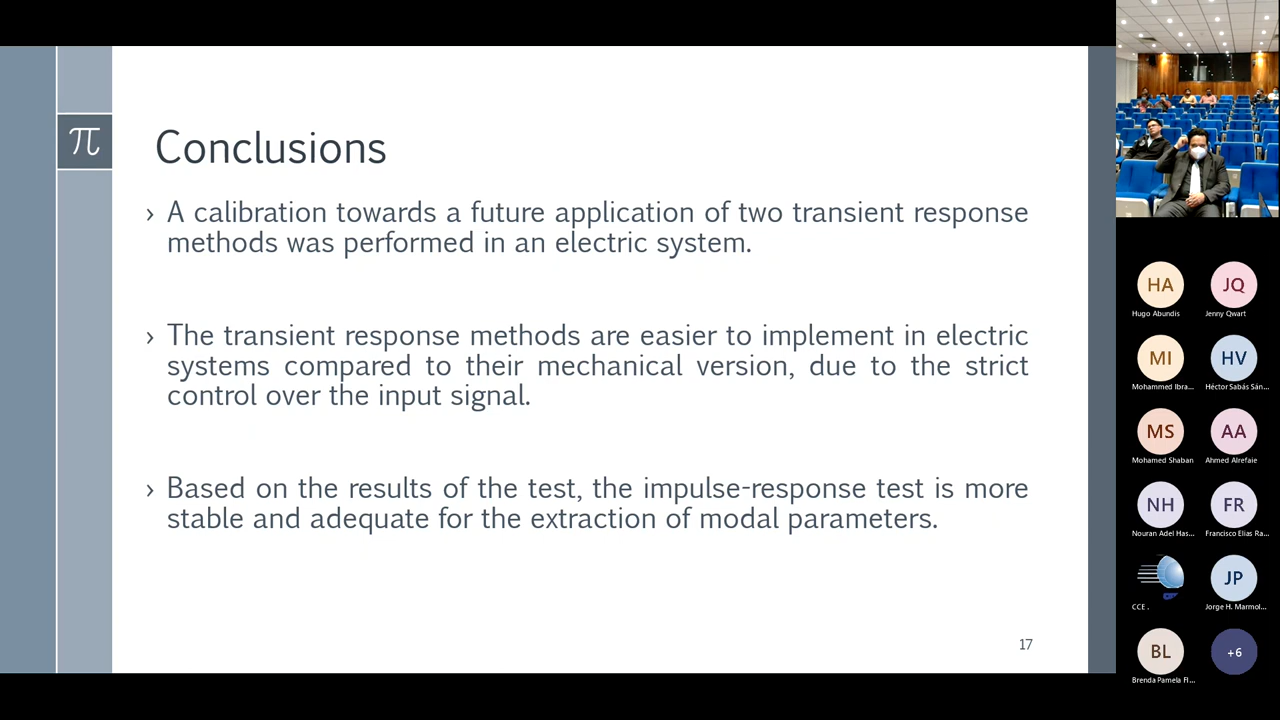 π
Conclusions
› A calibration towards a future application of two transient response
methods was performed in an electric system.
› The transient response methods are easier to implement in electric
systems compared to their mechanical version, due to the strict
control over the input signal.
› Based on the results of the test, the impulse-response test is more
stable and adequate for the extraction of modal parameters.
17
HA
JQ
Hugo Abundis
Jenny Qwart
MI
HV
Mohammed Ibra...
Héctor Sabás Sán...
MS
AA
Mohamed Shaban
Ahmed Alrefaie
NH
FR
Nouran Adel Has...
Francisco Elias Ra...
JP
CCE .
Jorge H. Marmol...
BL
+6
Brenda Pamela Fl...